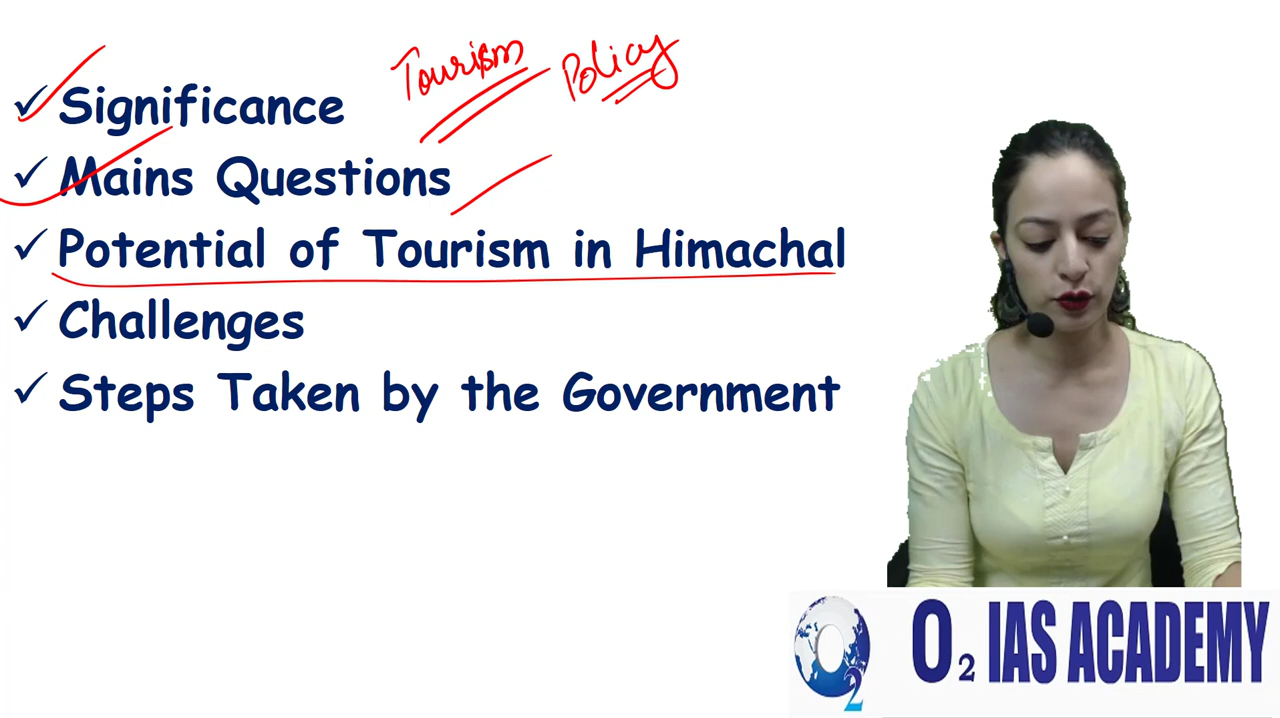 Tourism Policy
✓ Significance
✓ Mains Questions
✓ Potential of Tourism in Himachal
✓ Challenges
✓ Steps Taken by the Government
O2
O2 IAS ACADEMY